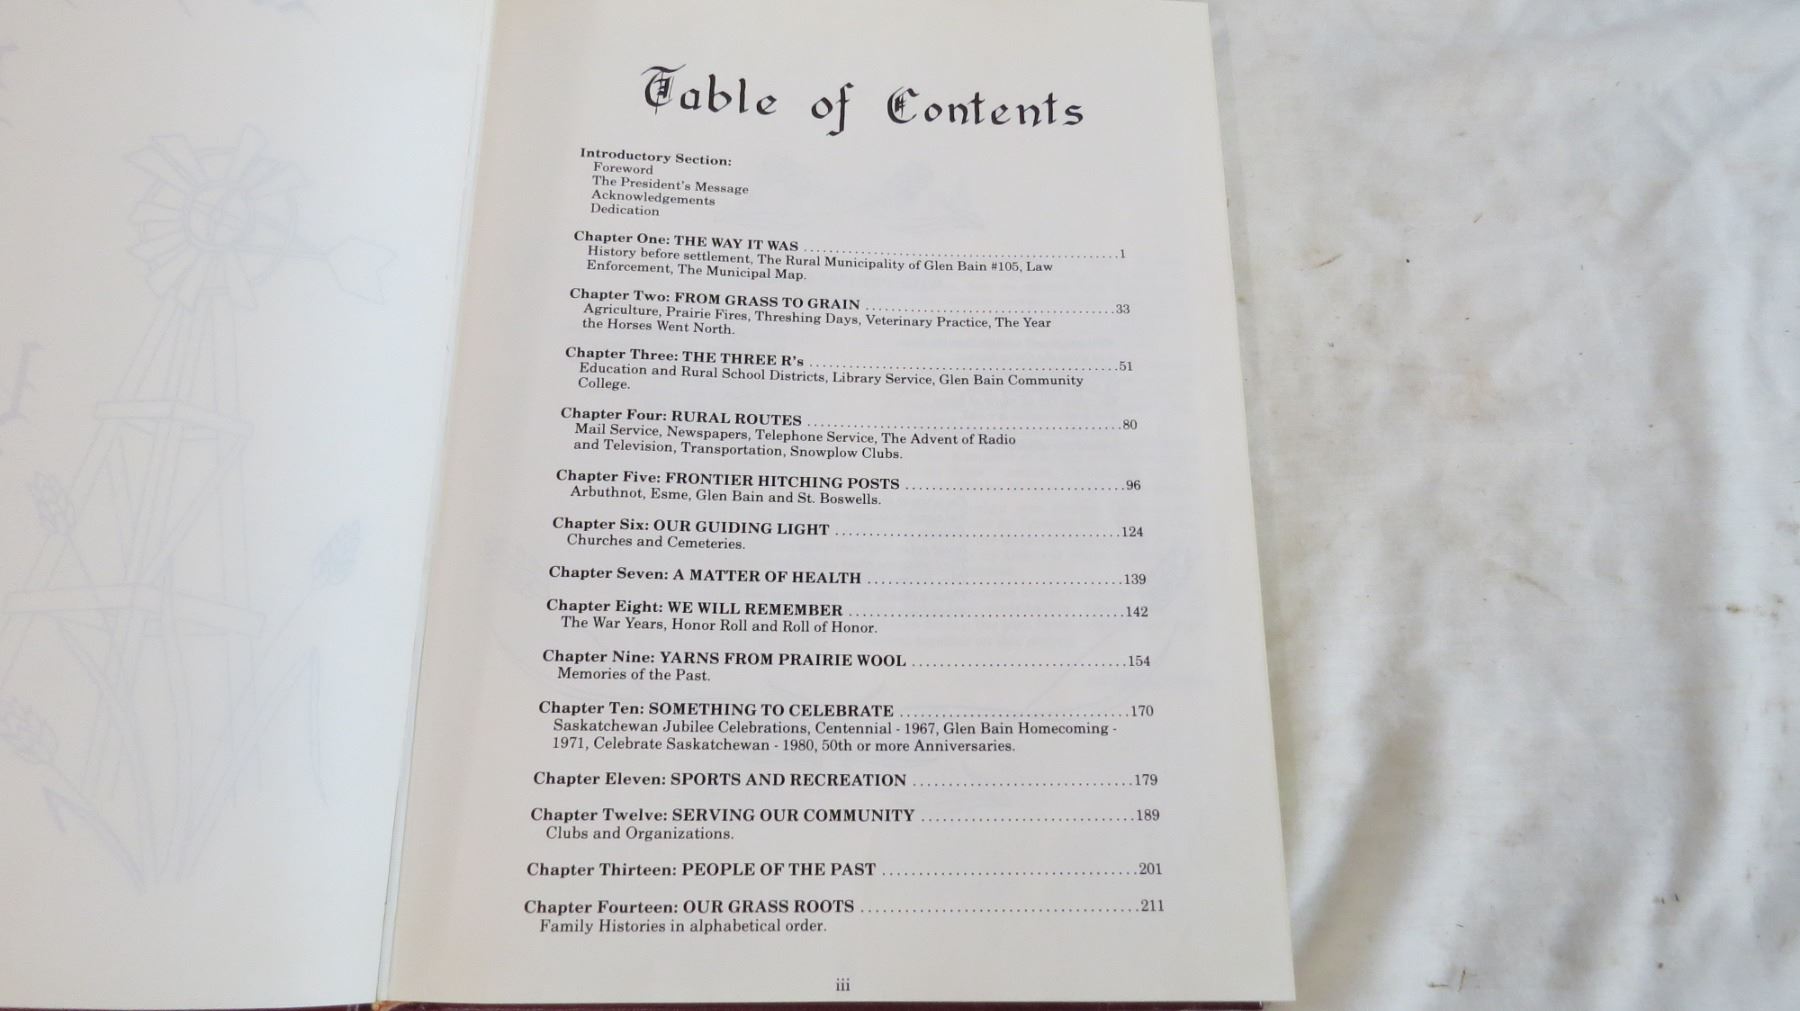 Table of Contents
Introductory Section:
Foreword
The President's Message
Acknowledgements
Dedication
Chapter One: THE WAY IT WAS ................................................1
History before settlement, The Rural Municipality of Glen Bain #105, Law
Enforcement, The Municipal Map.
Chapter Two: FROM GRASS TO GRAIN ......................................33
Agriculture, Prairie Fires, Threshing Days, Veterinary Practice, The Year
the Horses Went North.
Chapter Three: THE THREE R's ...............................................51
Education and Rural School Districts, Library Service, Glen Bain Community
College.
Chapter Four: RURAL ROUTES ................................................80
Mail Service, Newspapers, Telephone Service, The Advent of Radio
and Television, Transportation, Snowplow Clubs.
Chapter Five: FRONTIER HITCHING POSTS .................................96
Arbuthnot, Esme, Glen Bain and St. Boswells.
Chapter Six: OUR GUIDING LIGHT ...........................................124
Churches and Cemeteries.
Chapter Seven: A MATTER OF HEALTH .....................................139
Chapter Eight: WE WILL REMEMBER .........................................142
The War Years, Honor Roll and Roll of Honor.
Chapter Nine: YARNS FROM PRAIRIE WOOL ...............................154
Memories of the Past.
Chapter Ten: SOMETHING TO CELEBRATE .................................170
Saskatchewan Jubilee Celebrations, Centennial - 1967, Glen Bain Homecoming -
1971, Celebrate Saskatchewan - 1980, 50th or more Anniversaries.
Chapter Eleven: SPORTS AND RECREATION ...............................179
Chapter Twelve: SERVING OUR COMMUNITY ..............................189
Clubs and Organizations.
Chapter Thirteen: PEOPLE OF THE PAST ...................................201
Chapter Fourteen: OUR GRASS ROOTS .....................................211
Family Histories in alphabetical order.
iii